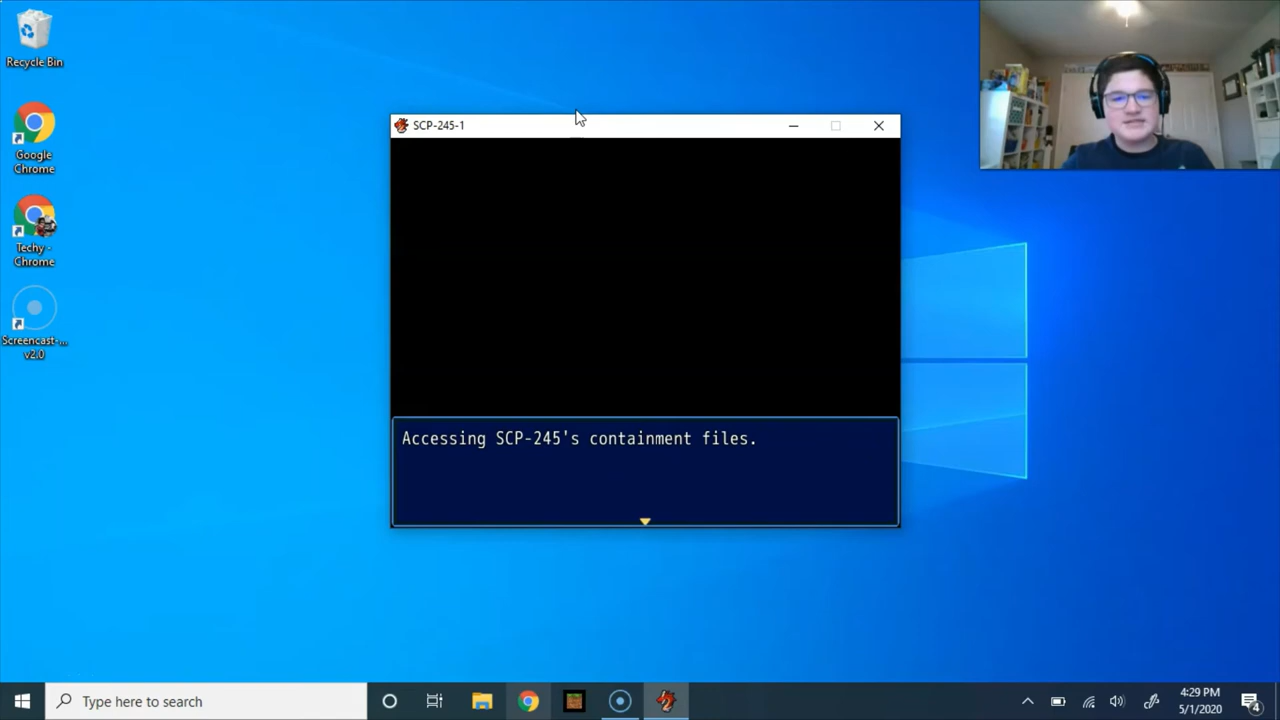 Recycle Bin
Google
Chrome
Techy -
Chrome
Screencast-...
v2.0
SCP-245-1
Accessing SCP-245's containment files.
Type here to search
4:29 PM
5/1/2020
4